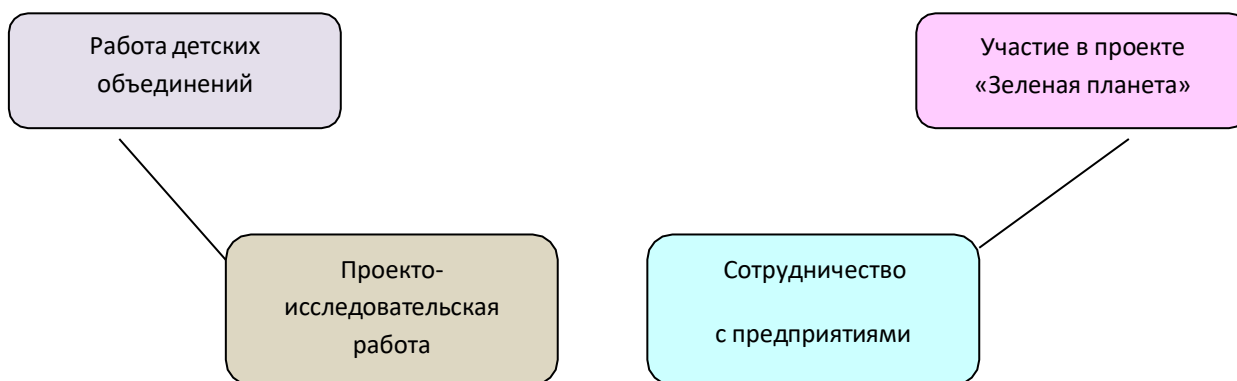 Работа детских
объединений
Участие в проекте
«Зеленая планета»
Проекто-
исследовательская
работа
Сотрудничество
с предприятиями